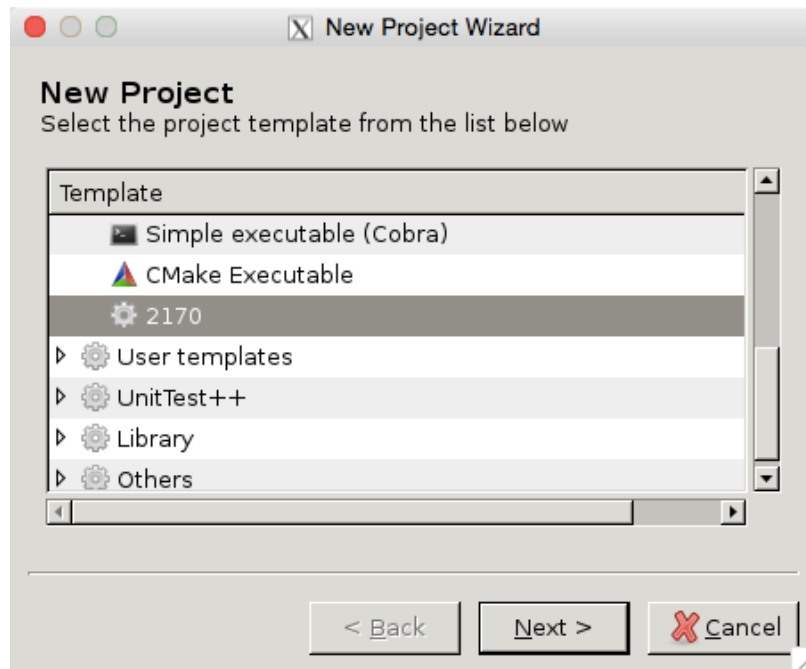 New Project Wizard
New Project
Select the project template from the list below
Template
Simple executable (Cobra)
CMake Executable
2170
User templates
UnitTest++
Library
Others
< Back Next > Cancel